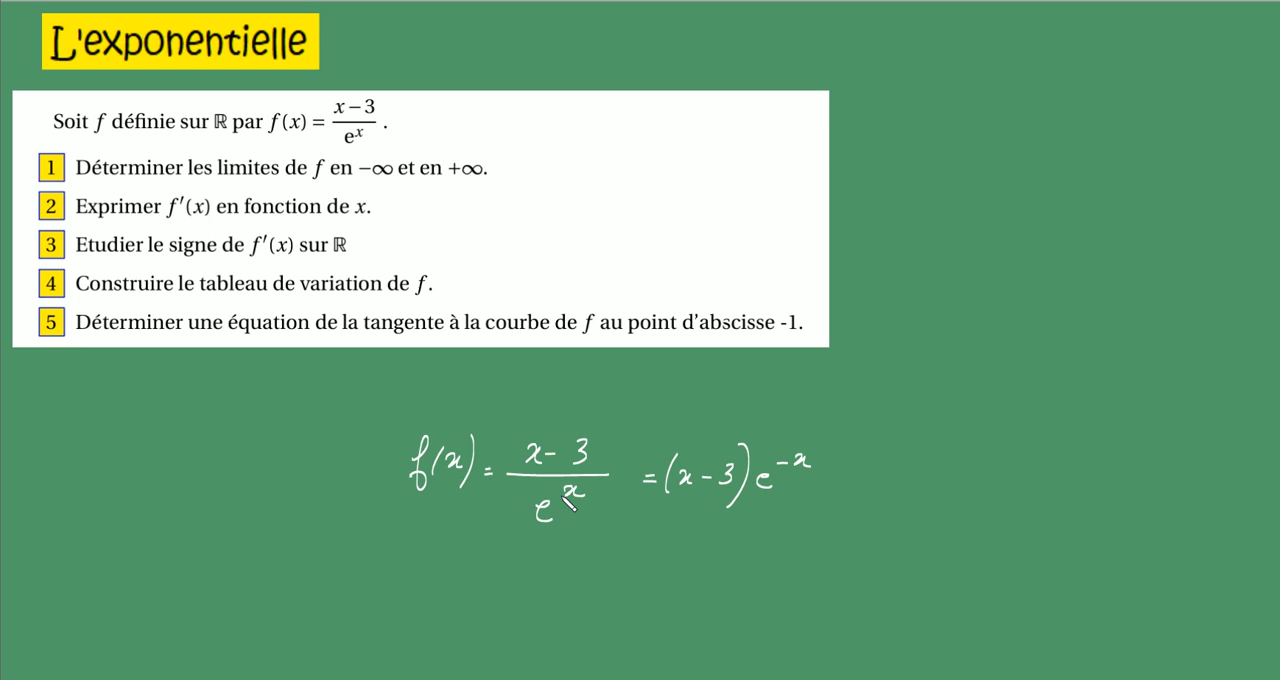 L'exponentielle
Soit f définie sur ℝ par f(x) = (x − 3)/eˣ .
1 Déterminer les limites de f en −∞ et en +∞.
2 Exprimer f′(x) en fonction de x.
3 Etudier le signe de f′(x) sur ℝ
4 Construire le tableau de variation de f.
5 Déterminer une équation de la tangente à la courbe de f au point d'abscisse -1.
f(x) = (x - 3)/eˣ = (x - 3) e⁻ˣ